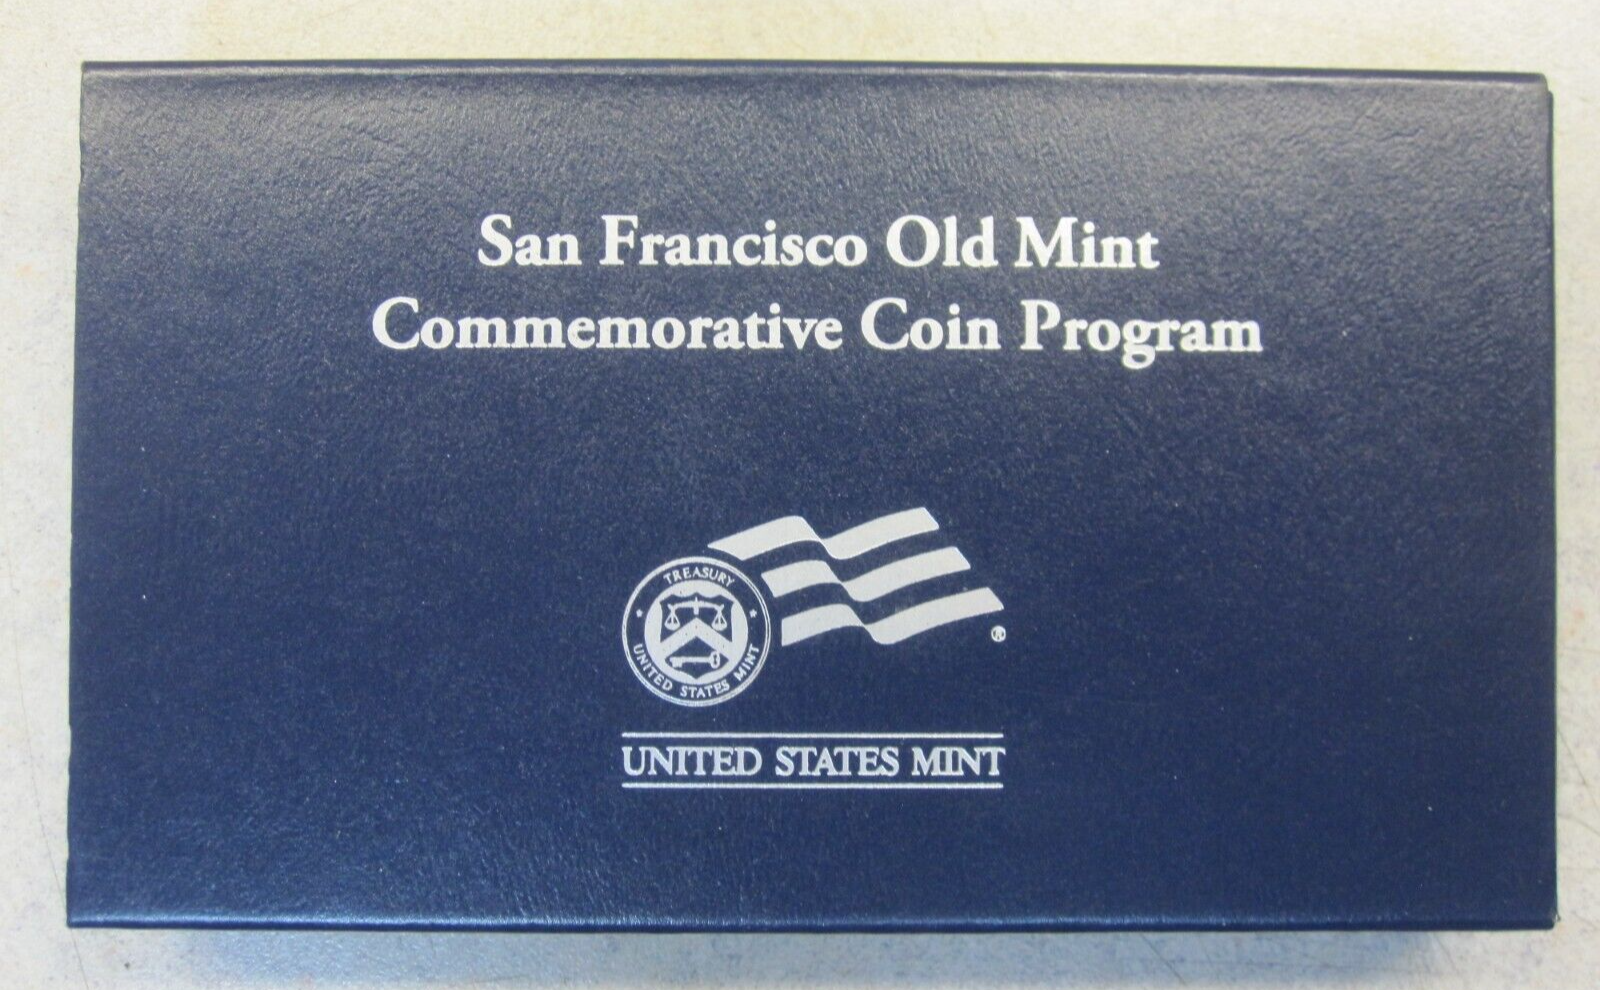 San Francisco Old Mint
Commemorative Coin Program
TREASURY
UNITED STATES MINT
®
UNITED STATES MINT